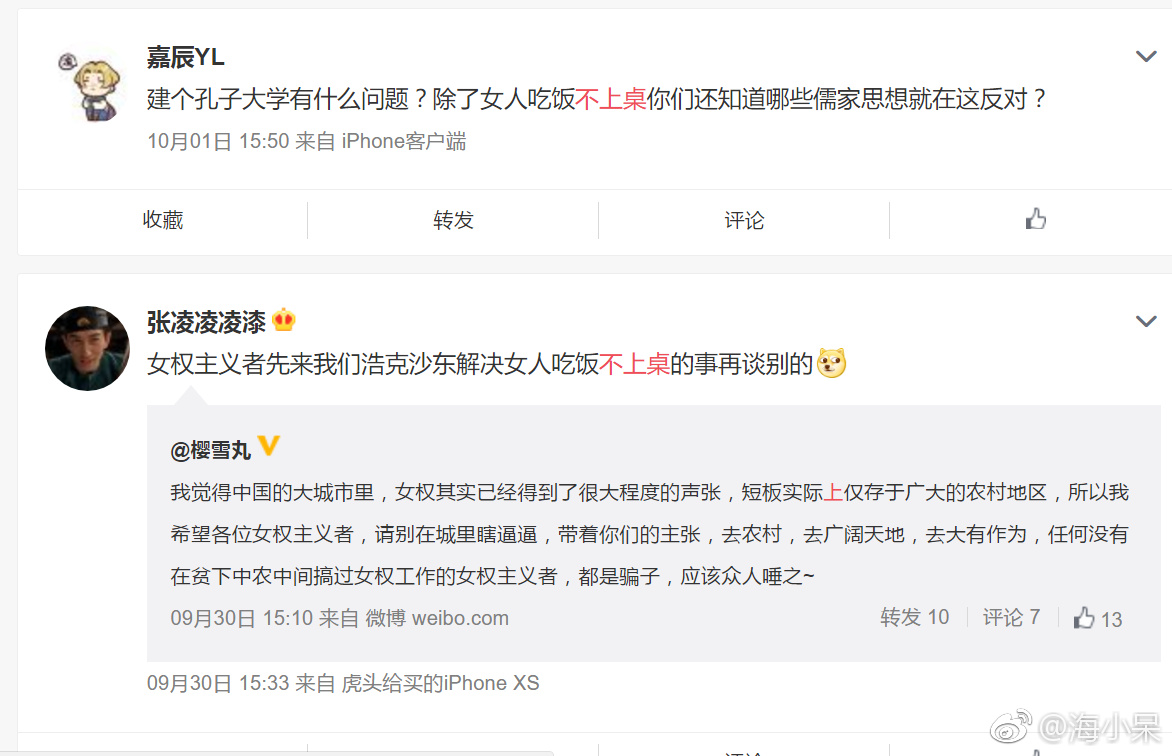 嘉辰YL
建个孔子大学有什么问题？除了女人吃饭不上桌你们还知道哪些儒家思想就在这反对？
10月01日 15:50 来自 iPhone客户端
收藏 转发 评论
张凌凌凌漆
女权主义者先来我们浩克沙东解决女人吃饭不上桌的事再谈别的
@樱雪丸
我觉得中国的大城市里，女权其实已经得到了很大程度的声张，短板实际上仅存于广大的农村地区，所以我
希望各位女权主义者，请别在城里瞎逼逼，带着你们的主张，去农村，去广阔天地，去大有作为，任何没有
在贫下中农中间搞过女权工作的女权主义者，都是骗子，应该众人唾之~
09月30日 15:10 来自 微博 weibo.com 转发 10 评论 7 13
09月30日 15:33 来自 虎头给买的iPhone XS
@海小呆